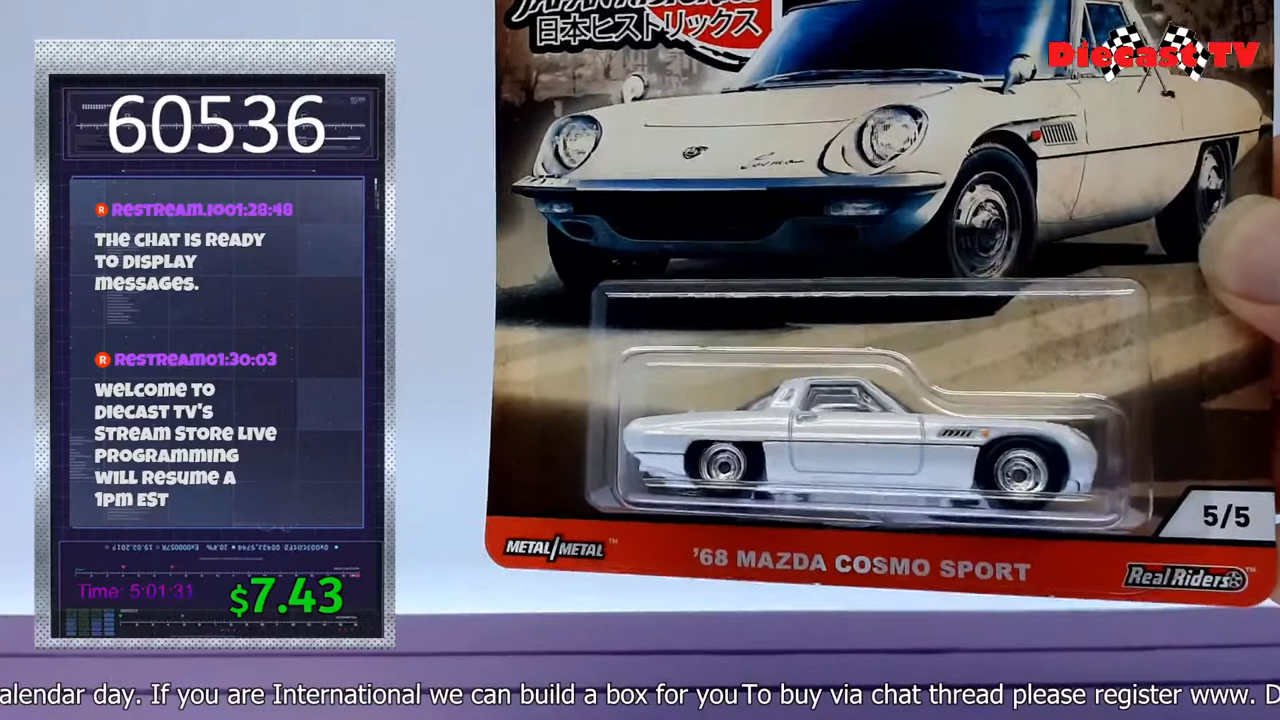 60536
Restream.io01:28:48
The chat is ready
to display
messages.
Restream01:30:03
Welcome to
Diecast TV's
Stream Store Live
programming
will resume a
1pm EST
Time: 5:01:31
$7.43
日本ヒストリックス
Diecast TV
Cosmo
5/5
METAL/METAL™
'68 MAZDA COSMO SPORT
Real Riders™
alendar day. If you are International we can build a box for you To buy via chat thread please register www. D